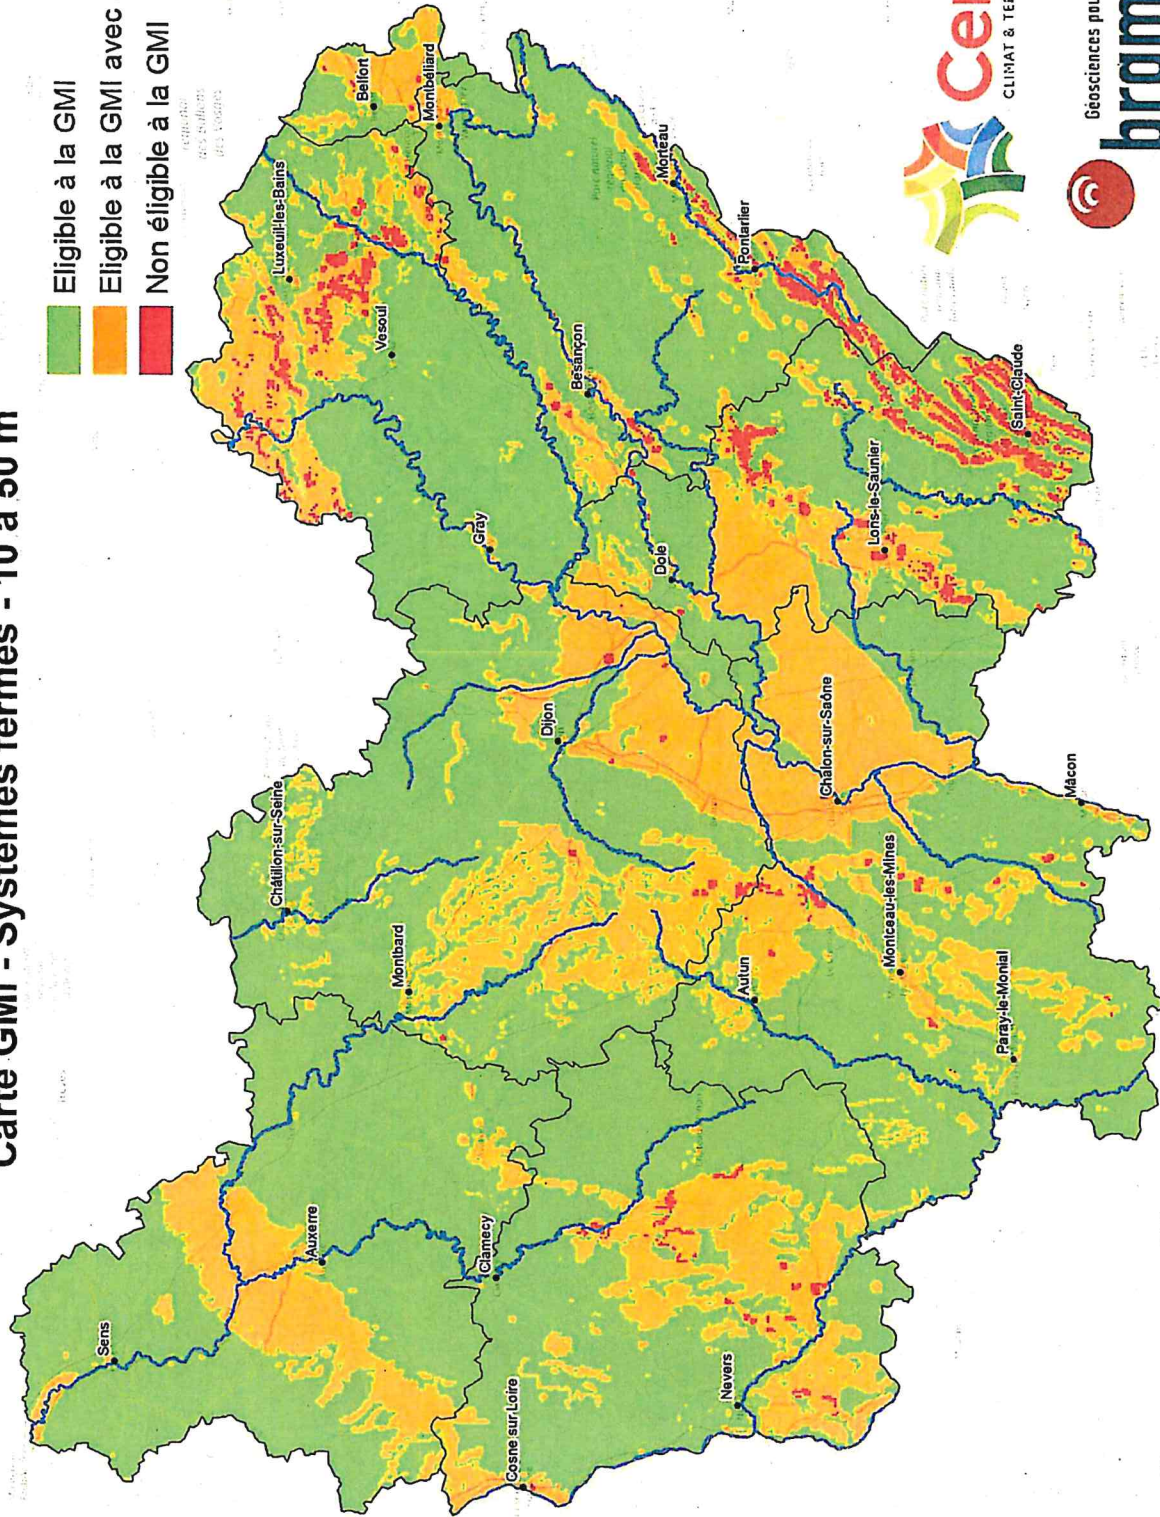 Carte GMI - Systèmes fermés - 10 à 50 m
Eligible à la GMI
Eligible à la GMI avec
Non éligible à la GMI
Belfort
Montbéliard
Luxeuil-les-Bains
Vesoul
Morteau
Pontarlier
Besançon
Gray
Dole
Saint-Claude
Lons-le-Saunier
Châtillon-sur-Seine
Dijon
Chalon-sur-Saône
Mâcon
Montbard
Autun
Montceau-les-Mines
Paray-le-Monial
Sens
Auxerre
Clamecy
Cosne sur Loire
Nevers
Ce
CLIMAT &
Géosciences